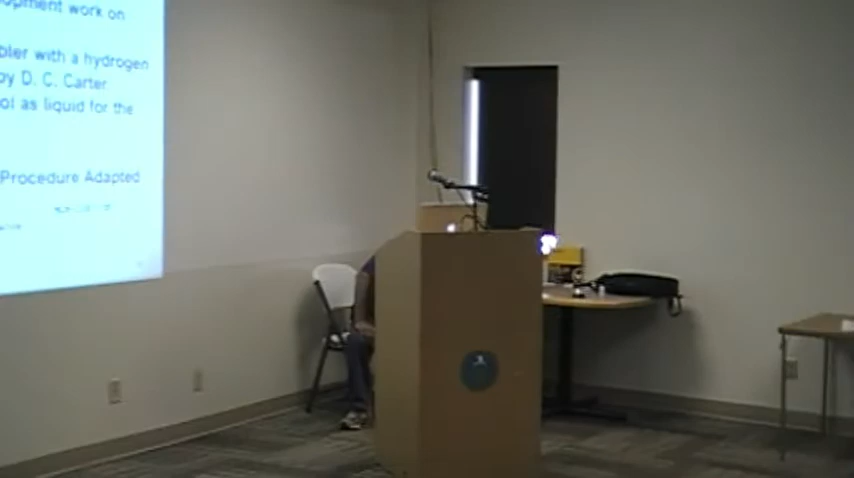 opment work on
bler with a hydrogen
by D. C. Carter
ol as liquid for the
Procedure Adapted